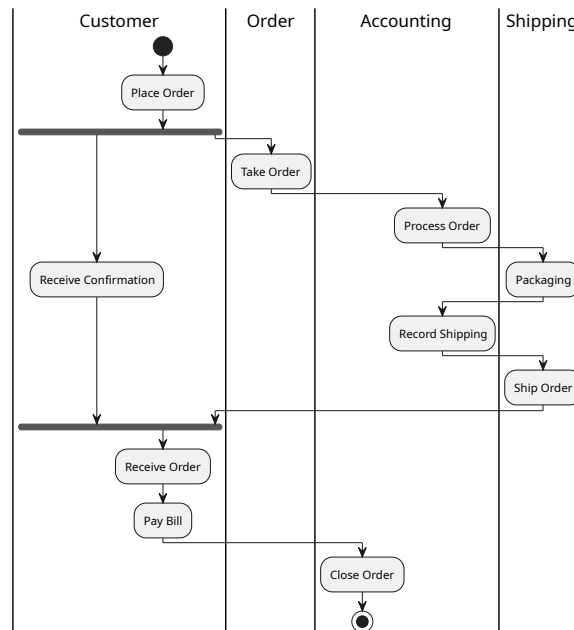 Customer
Order
Accounting
Shipping
Place Order
Take Order
Process Order
Receive Confirmation
Packaging
Record Shipping
Ship Order
Receive Order
Pay Bill
Close Order